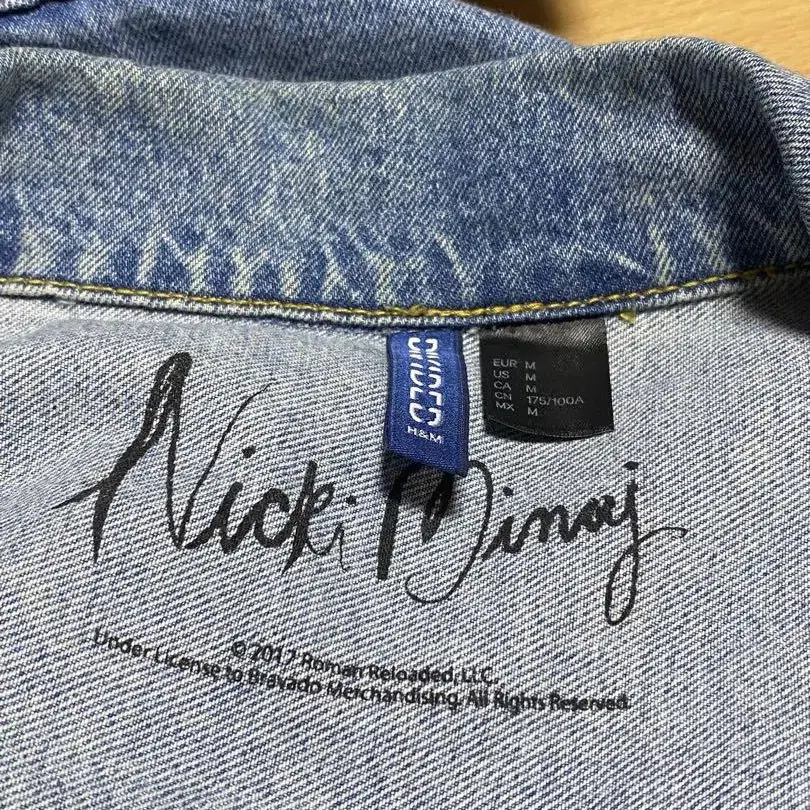 DIVIDED
H&M
EUR M
US M
CA M
CN 175/100A
MX M
Nicki Minaj
© 2017 Roman Reloaded, LLC.
Under License to Bravado Merchandising. All Rights Reserved.